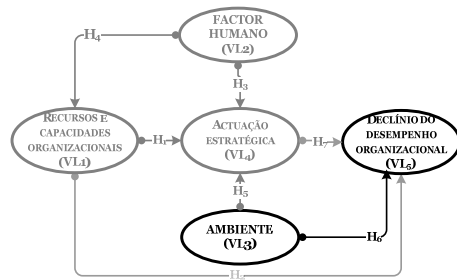 FACTOR
HUMANO
(VL2)
H4
H3
RECURSOS E
CAPACIDADES
ORGANIZACIONAIS
(VL1)
H1
ACTUAÇÃO
ESTRATÉGICA
(VL4)
H7
DECLÍNIO DO
DESEMPENHO
ORGANIZACIONAL
(VL5)
H5
AMBIENTE
(VL3)
H6